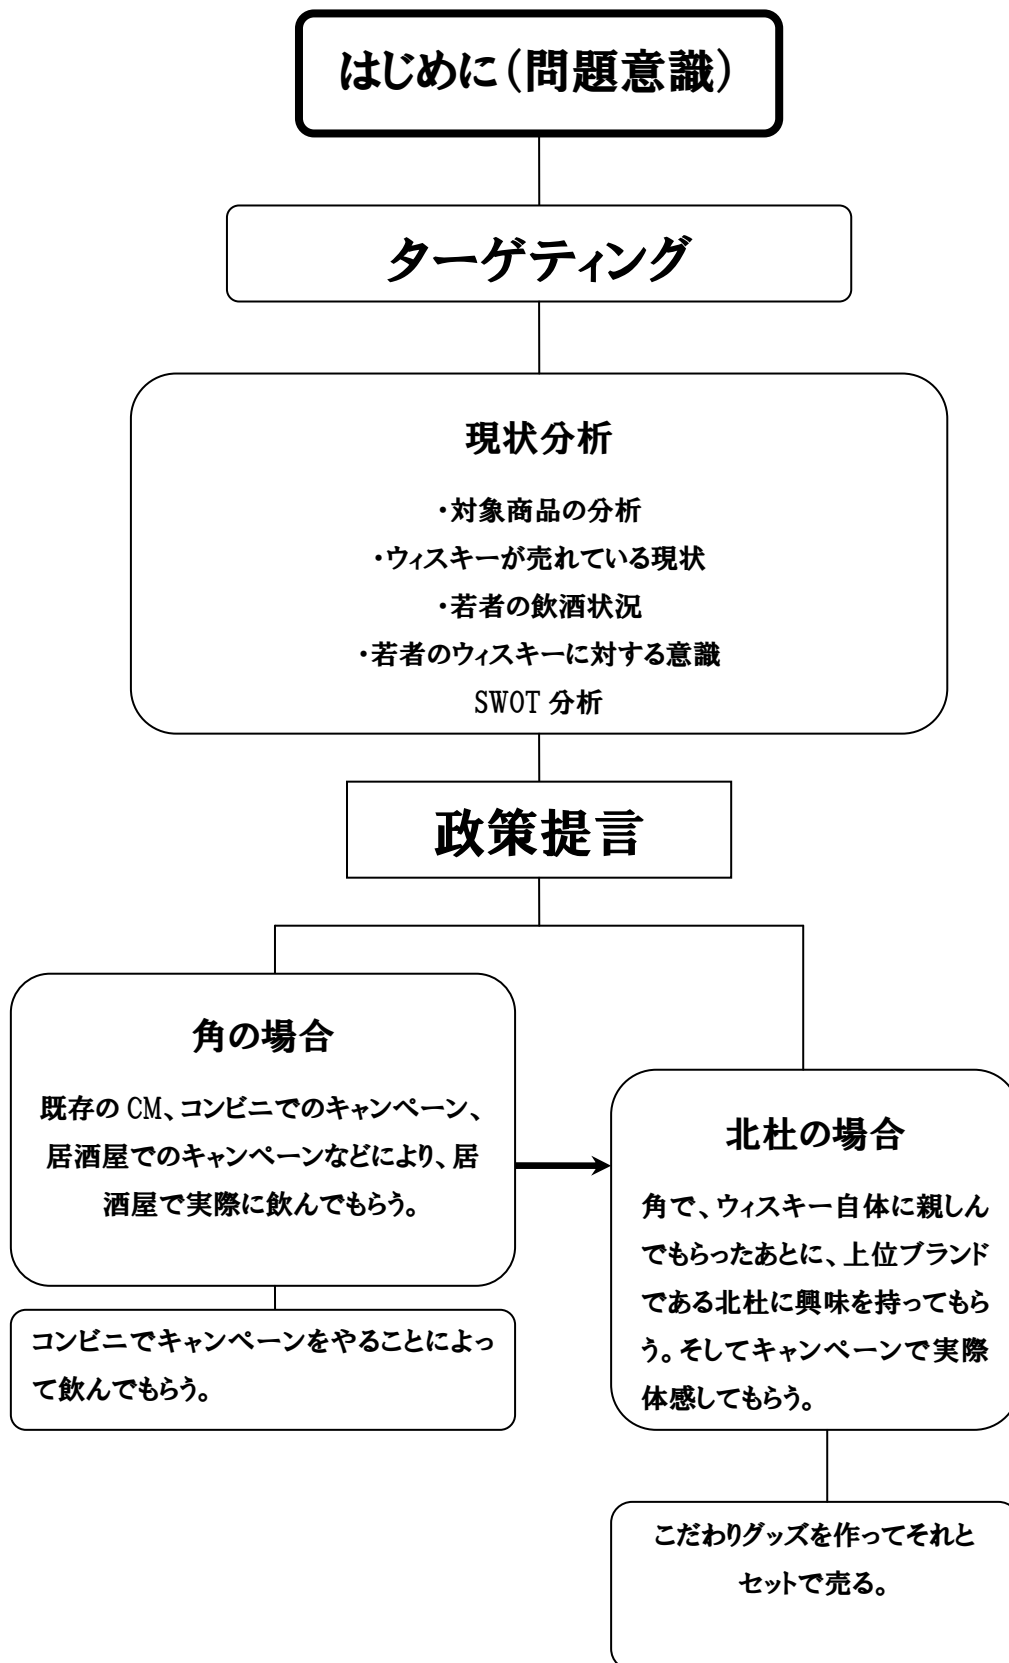 はじめに（問題意識）
ターゲティング
現状分析
・対象商品の分析
・ウィスキーが売れている現状
・若者の飲酒状況
・若者のウィスキーに対する意識
SWOT 分析
政策提言
角の場合
既存の CM、コンビニでのキャンペーン、
居酒屋でのキャンペーンなどにより、居
酒屋で実際に飲んでもらう。
コンビニでキャンペーンをやることによっ
て飲んでもらう。
北杜の場合
角で、ウィスキー自体に親しん
でもらったあとに、上位ブランド
である北杜に興味を持ってもら
う。そしてキャンペーンで実際
体感してもらう。
こだわりグッズを作ってそれと
セットで売る。